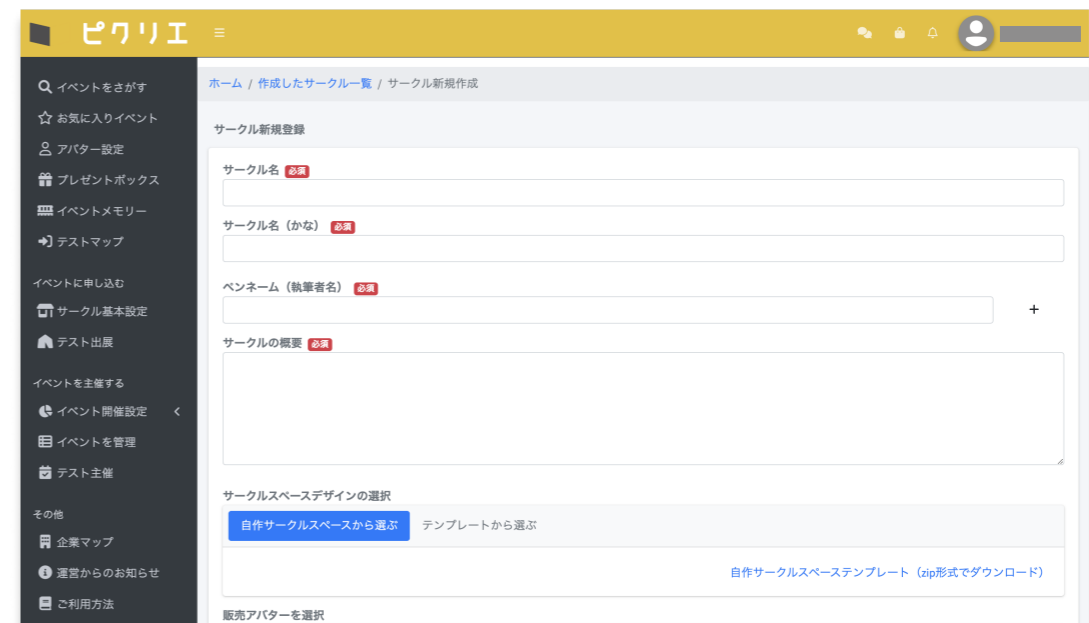 ピクリエ
イベントをさがす
お気に入りイベント
アバター設定
プレゼントボックス
イベントメモリー
テストマップ
イベントに申し込む
サークル基本設定
テスト出展
イベントを主催する
イベント開催設定
イベントを管理
テスト主催
その他
企業マップ
運営からのお知らせ
ご利用方法
ホーム / 作成したサークル一覧 / サークル新規作成
サークル新規登録
サークル名 必須
サークル名（かな） 必須
ペンネーム（執筆者名） 必須
+
サークルの概要 必須
サークルスペースデザインの選択
自作サークルスペースから選ぶ テンプレートから選ぶ
自作サークルスペーステンプレート（zip形式でダウンロード）
販売アバターを選択